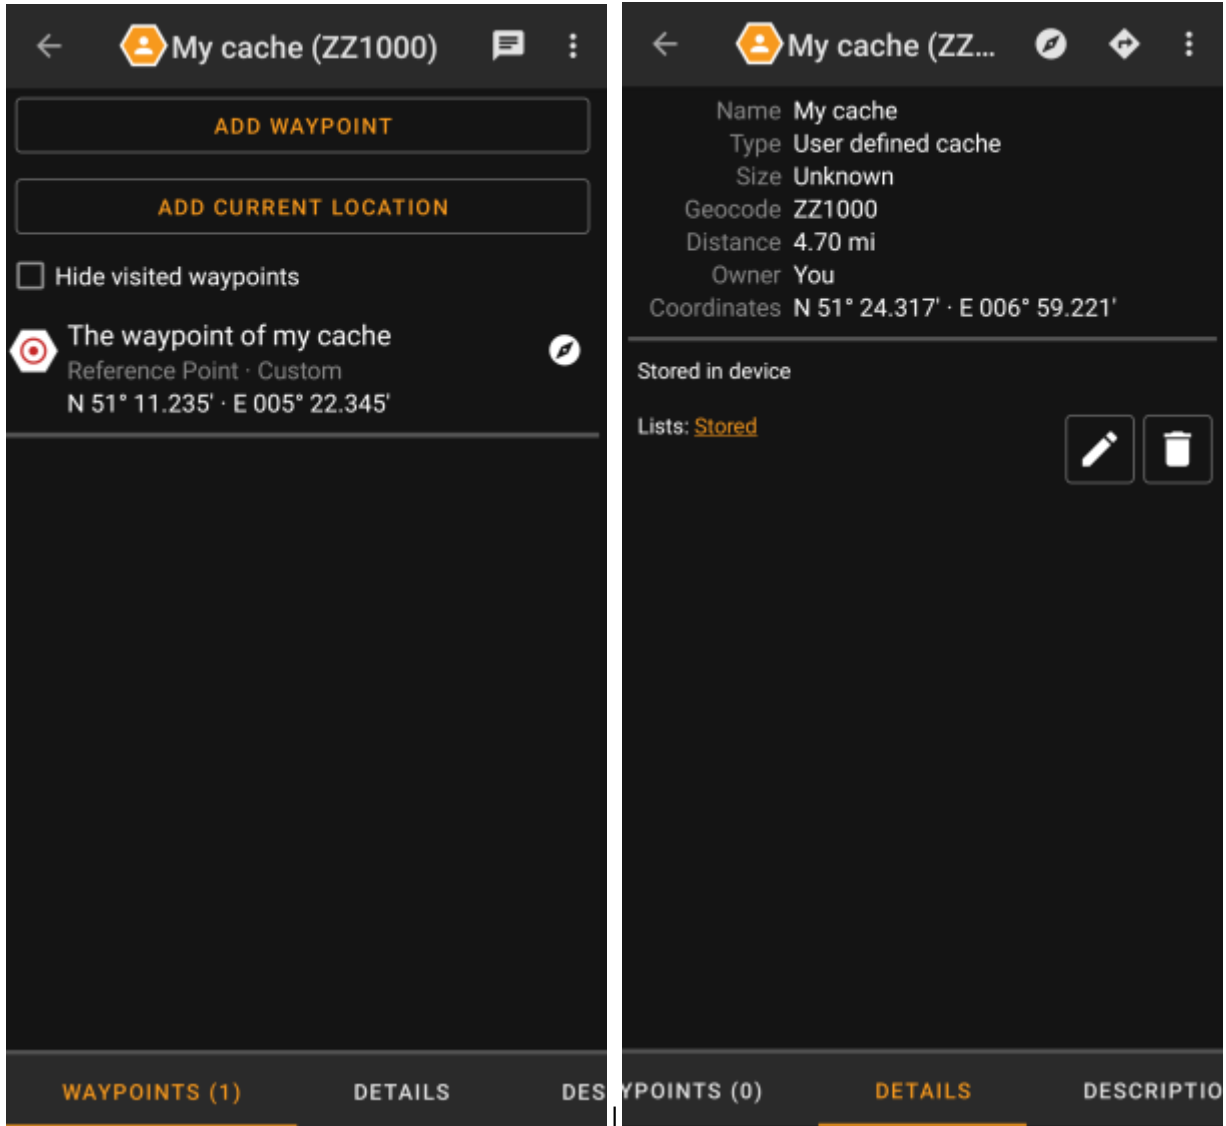 My cache (ZZ1000)
ADD WAYPOINT
ADD CURRENT LOCATION
Hide visited waypoints
The waypoint of my cache
Reference Point · Custom
N 51° 11.235' · E 005° 22.345'
WAYPOINTS (1) DETAILS DES
My cache (ZZ...
Name My cache
Type User defined cache
Size Unknown
Geocode ZZ1000
Distance 4.70 mi
Owner You
Coordinates N 51° 24.317' · E 006° 59.221'
Stored in device
Lists: Stored
YPOINTS (0) DETAILS DESCRIPTIO